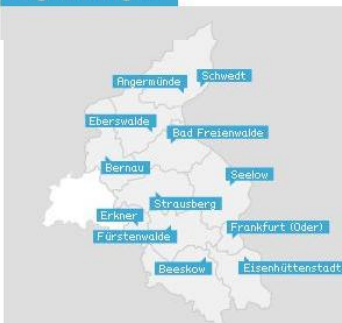 Angermünde
Schwedt
Eberswalde
Bad Freienwalde
Bernau
Seelow
Strausberg
Erkner
Frankfurt (Oder)
Fürstenwalde
Beeskow
Eisenhüttenstadt